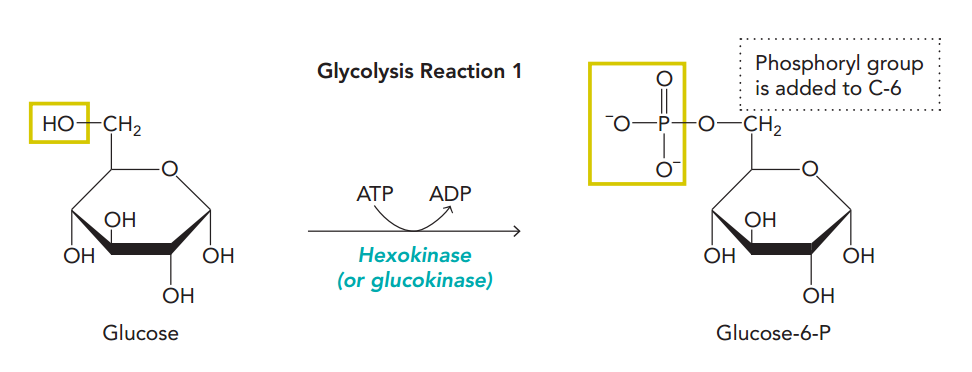 Glycolysis Reaction 1
Phosphoryl group
is added to C-6
HO CH₂
O
OH
OH
OH
OH
Glucose
ATP ADP
Hexokinase
(or glucokinase)
O
⁻O P O CH₂
O⁻
O
OH
OH
OH
OH
Glucose-6-P